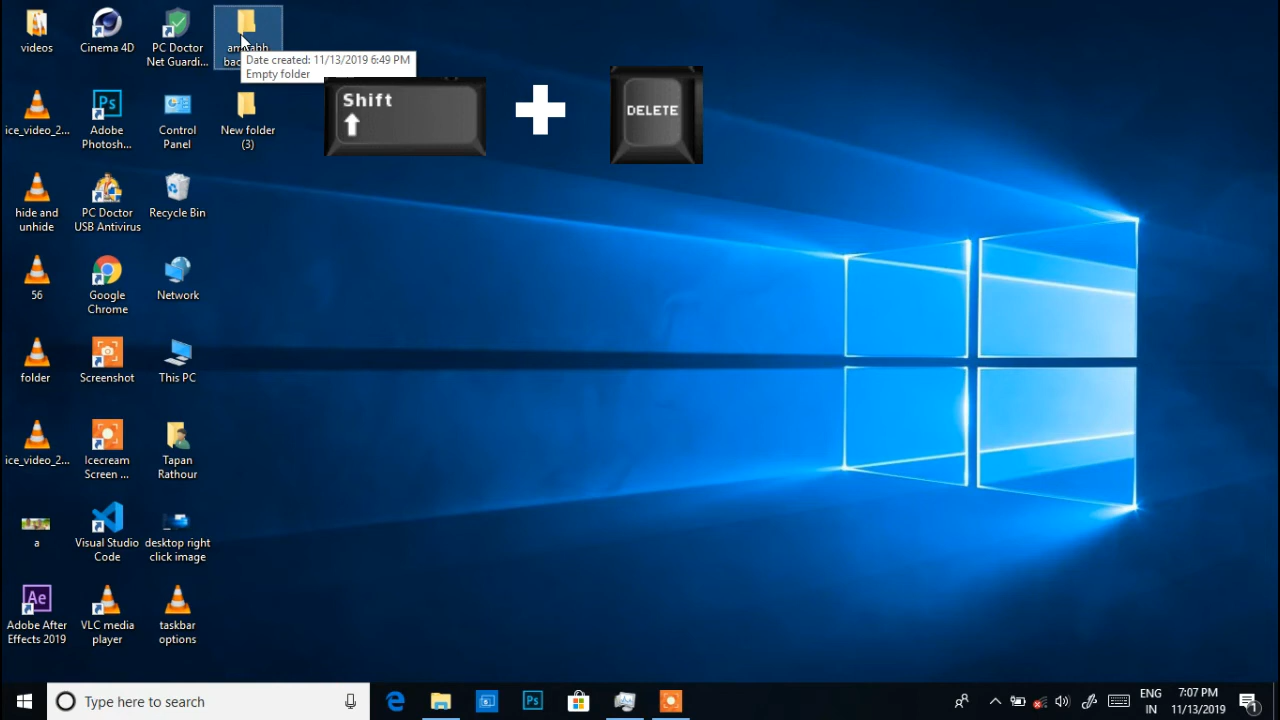 videos
Cinema 4D
PC Doctor
Net Guardi...
Date created: 11/13/2019 6:49 PM
Empty folder
Shift
DELETE
ice_video_2...
Adobe
Photosh...
Control
Panel
New folder
(3)
hide and
unhide
PC Doctor
USB Antivirus
Recycle Bin
56
Google
Chrome
Network
folder
Screenshot
This PC
ice_video_2...
Icecream
Screen ...
Tapan
Rathour
a
Visual Studio
Code
desktop right
click image
Adobe After
Effects 2019
VLC media
player
taskbar
options
Type here to search
ENG
IN
7:07 PM
11/13/2019
1